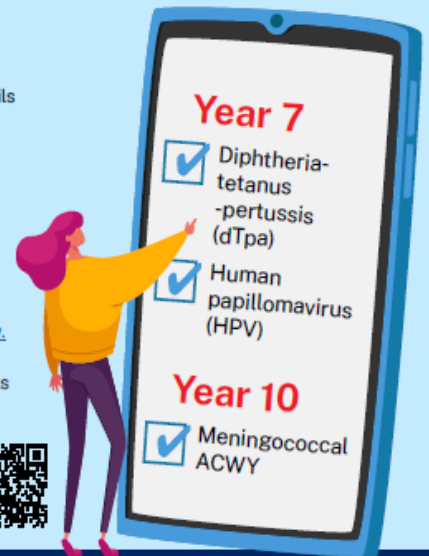 Year 7
Diphtheria-
tetanus
-pertussis
(dTpa)
Human
papillomavirus
(HPV)
Year 10
Meningococcal
ACWY